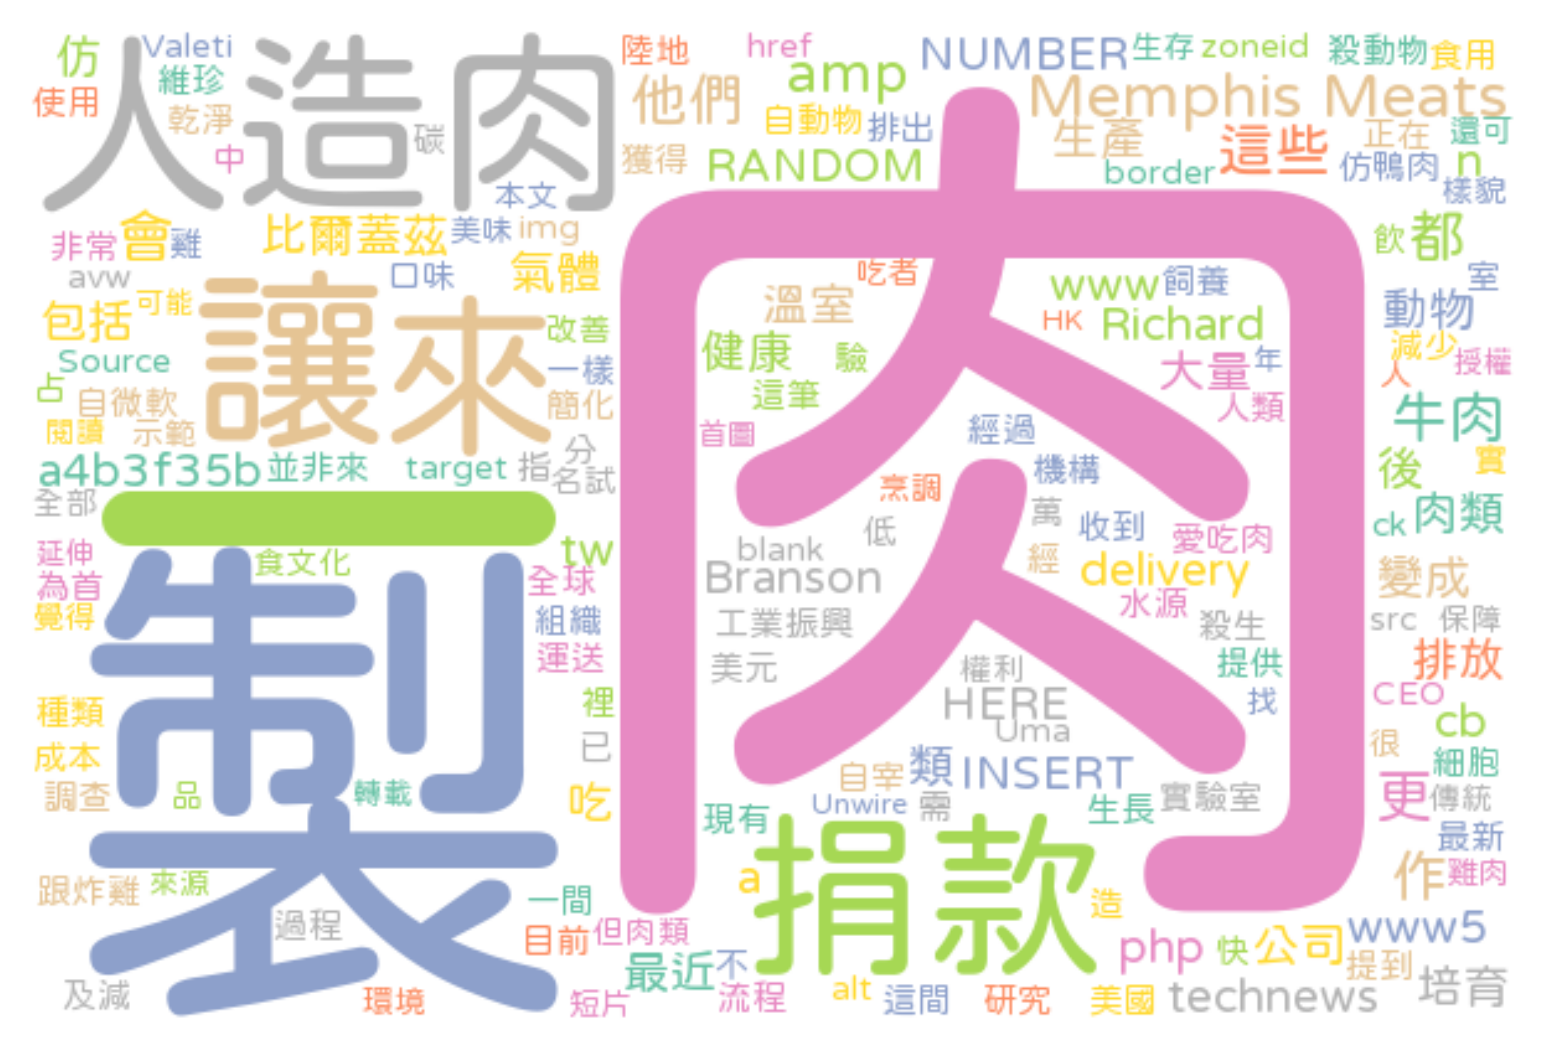 人造肉
仿
Valeti
維珍
使用
乾淨
中
碳
本文
陸地
href
他們
amp
NUMBER
生存
zoneid
殺動物
食用
Memphis Meats
自動物
排出
生產
這些
正在
還可
獲得
RANDOM
border
仿鴨肉
n
樣貌
非常
會
雞
比爾蓋茲
美味
img
飲
都
avw
口味
氣體
吃者
www
飼養
室
包括
可能
讓來
改善
溫室
HK
Richard
動物
Source
一樣
健康
驗
大量
年
減少
授權
占
自微軟
簡化
這筆
人類
人
閱讀
示範
首圖
經過
牛肉
肉
a4b3f35b
並非來
target
指
分
名試
烹調
機構
後
實
全部
一
低
萬
收到
愛吃肉
ck
肉類
延伸
為首
食文化
tw
全球
blank
Branson
經
delivery
變成
製
覺得
組織
工業振興
水源
殺生
src
保障
運送
美元
權利
提供
排放
種類
裡
HERE
Uma
找
CEO
cb
成本
已
很
細胞
調查
品
轉載
吃
自宰
類
INSERT
Unwire
需
生長
實驗室
更
傳統
現有
最新
跟炸雞
來源
一間
a
捐款
造
作
雞肉
過程
目前
但肉類
php
快
公司
www5
最近
不
提到
及減
環境
短片
流程
alt
這間
研究
美國
technews
培育